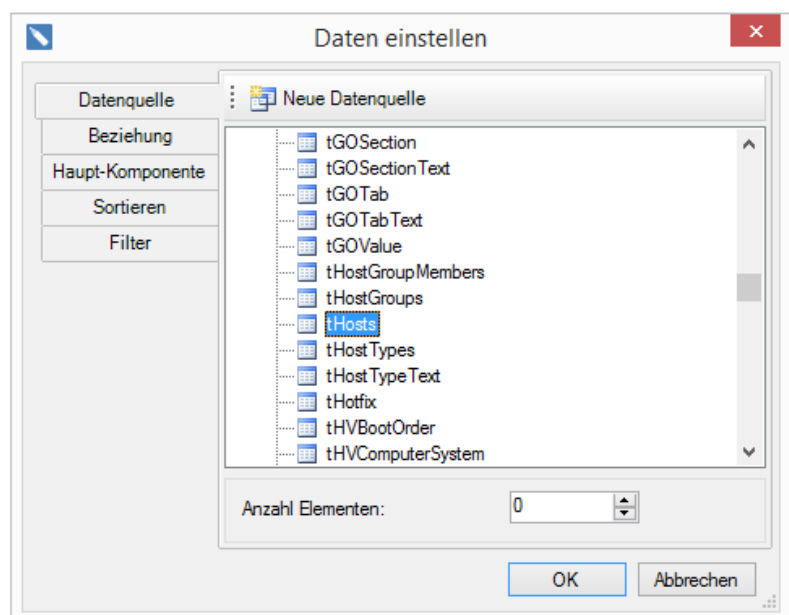 Daten einstellen
Datenquelle
Beziehung
Haupt-Komponente
Sortieren
Filter
Neue Datenquelle
tGOSection
tGOSectionText
tGOTab
tGOTabText
tGOValue
tHostGroupMembers
tHostGroups
tHosts
tHostTypes
tHostTypeText
tHotfix
tHVBootOrder
tHVComputerSystem
Anzahl Elementen:
0
OK
Abbrechen